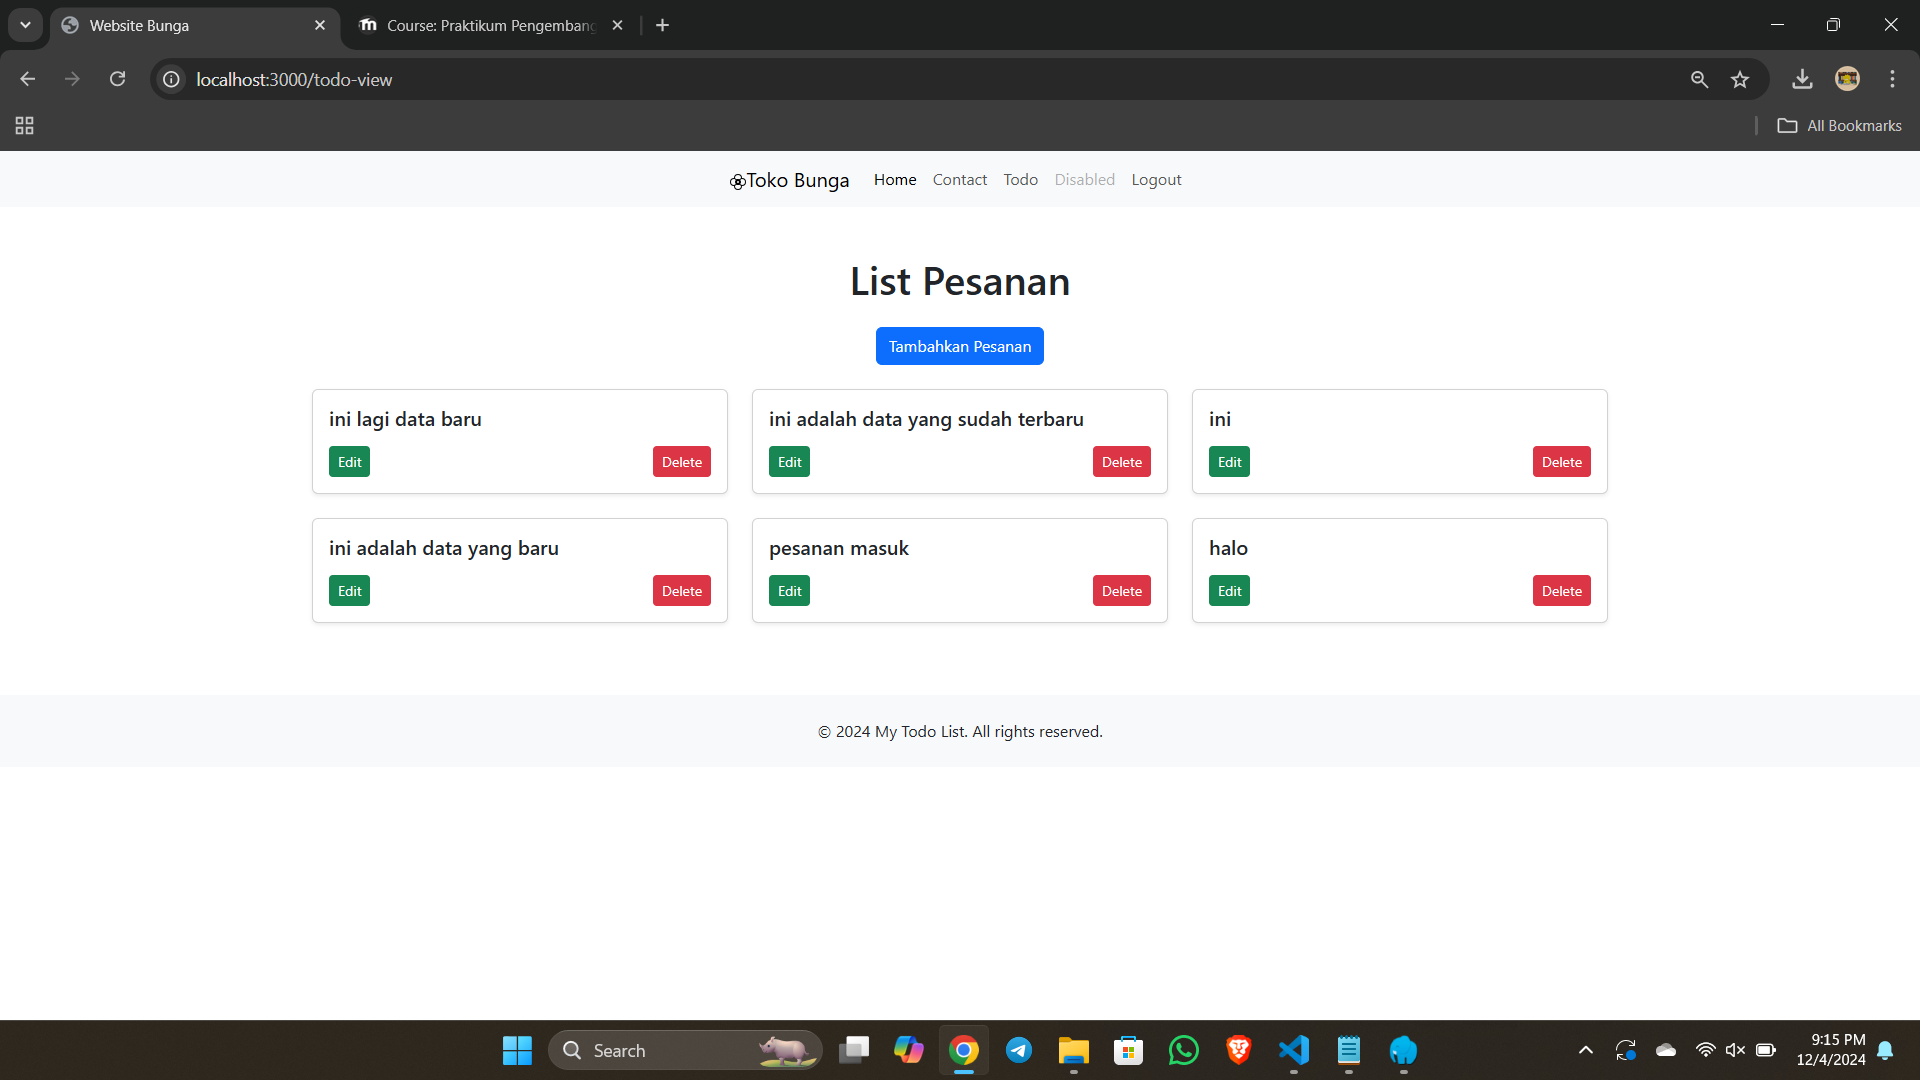 Website Bunga
Course: Praktikum Pengembang
localhost:3000/todo-view
All Bookmarks
Toko Bunga Home Contact Todo Disabled Logout
List Pesanan
Tambahkan Pesanan
ini lagi data baru
Edit Delete
ini adalah data yang sudah terbaru
Edit Delete
ini
Edit Delete
ini adalah data yang baru
Edit Delete
pesanan masuk
Edit Delete
halo
Edit Delete
© 2024 My Todo List. All rights reserved.
Search
9:15 PM
12/4/2024